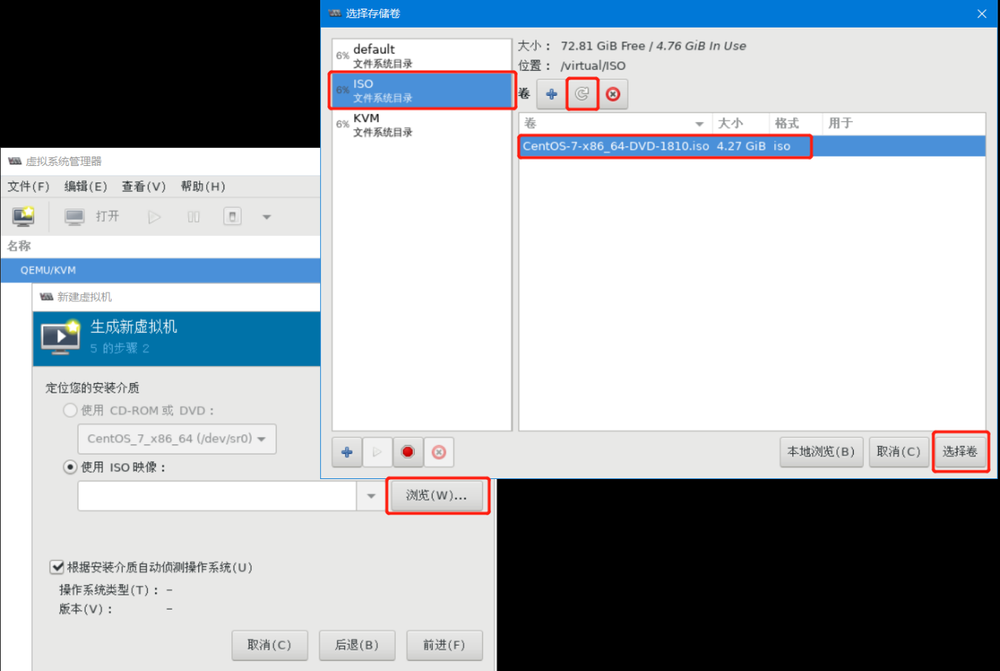 选择存储卷
6% default
文件系统目录
6% ISO
文件系统目录
6% KVM
文件系统目录
大小： 72.81 GiB Free / 4.76 GiB In Use
位置： /virtual/ISO
卷
卷 大小 格式 用于
CentOS-7-x86_64-DVD-1810.iso 4.27 GiB iso
本地浏览(B) 取消(C) 选择卷
虚拟系统管理器
文件(F) 编辑(E) 查看(V) 帮助(H)
打开
名称
QEMU/KVM
新建虚拟机
生成新虚拟机
5 的步骤 2
定位您的安装介质
使用 CD-ROM 或 DVD：
CentOS_7_x86_64 (/dev/sr0)
使用 ISO 映像：
浏览(W)...
根据安装介质自动侦测操作系统(U)
操作系统类型(T)： -
版本(V)： -
取消(C) 后退(B) 前进(F)